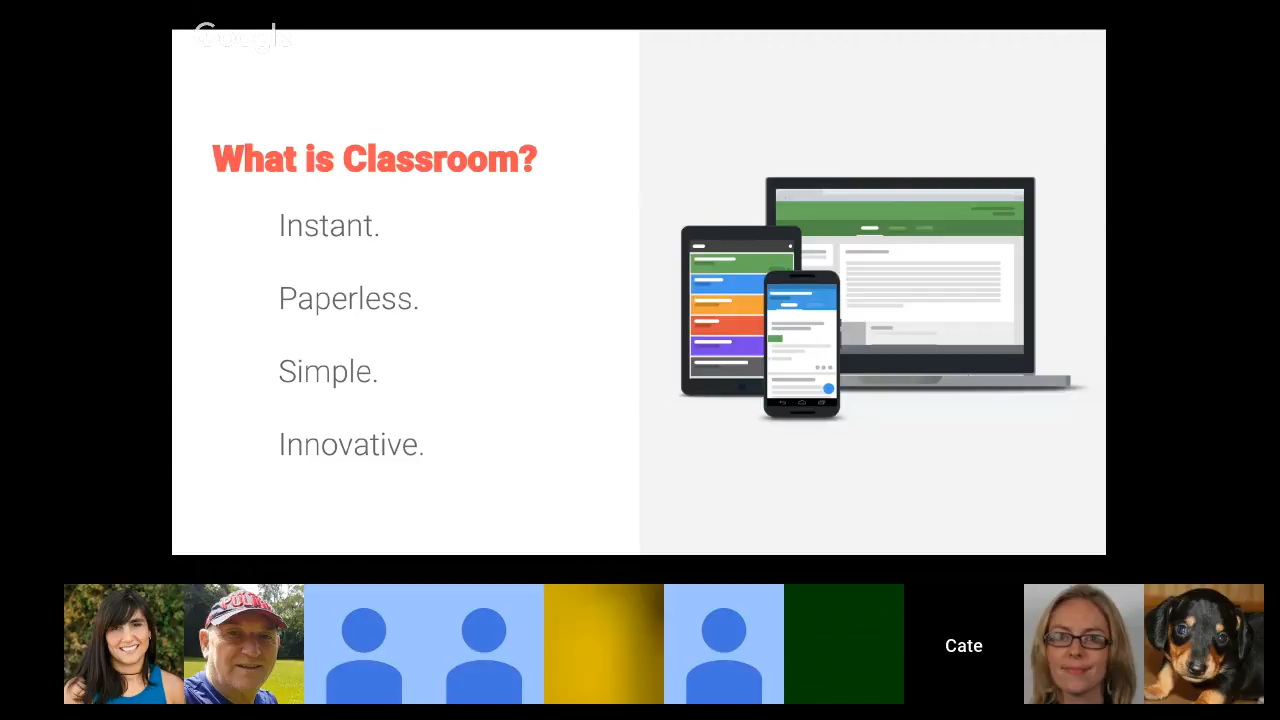 Google
What is Classroom?
Instant.
Paperless.
Simple.
Innovative.
Cate